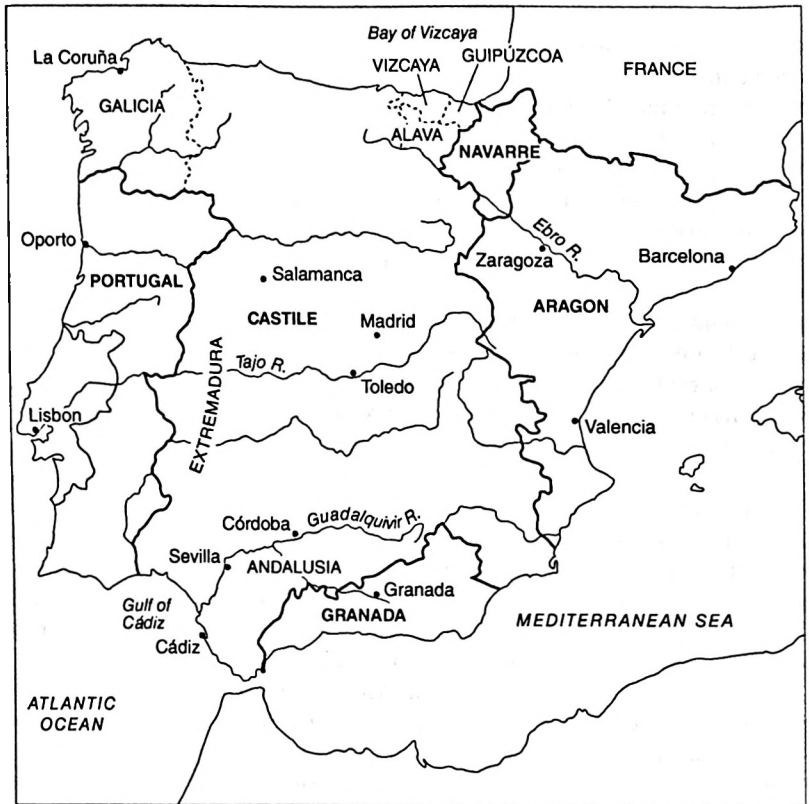 Bay of Vizcaya
La Coruña
VIZCAYA
GUIPÚZCOA
FRANCE
GALICIA
ALAVA
NAVARRE
Oporto
Ebro R.
Zaragoza
Barcelona
PORTUGAL
Salamanca
CASTILE
Madrid
ARAGON
Tajo R.
Toledo
EXTREMADURA
Lisbon
Valencia
Córdoba
Guadalquivir R.
Sevilla
ANDALUSIA
Granada
Gulf of
Cádiz
GRANADA
MEDITERRANEAN SEA
Cádiz
ATLANTIC
OCEAN